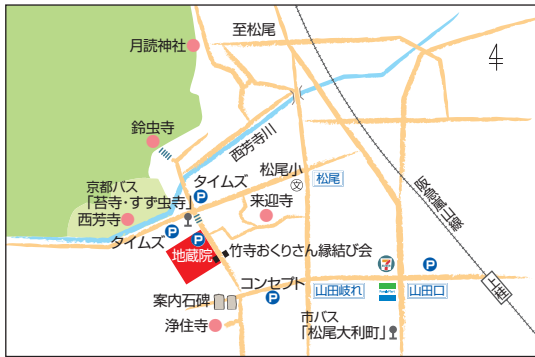 月読神社
至松尾
4
鈴虫寺
西芳寺川
松尾小
文
松尾
京都バス
「苔寺・すず虫寺」
西芳寺
タイムズ
P
来迎寺
阪急嵐山線
タイムズ
P
P
地蔵院
竹寺おくりさん縁結び会
コンセプト
P
7
P
山田岐れ
山田口
上桂
案内石碑
浄住寺
市バス
「松尾大利町」